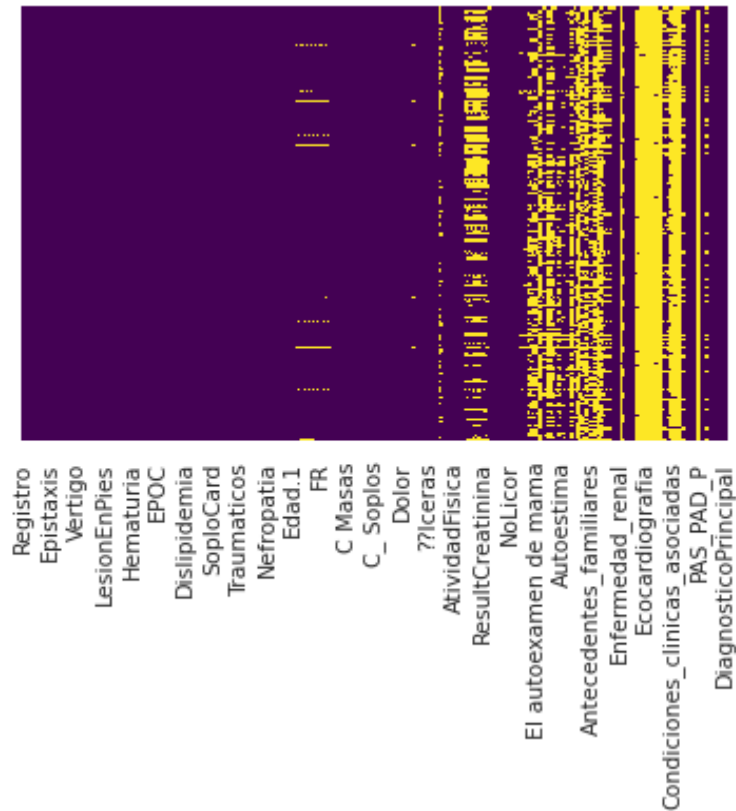 Registro
Epistaxis
Vertigo
LesionEnPies
Hematuria
EPOC
Dislipidemia
SoploCard
Traumaticos
Nefropatia
Edad.1
FR
C Masas
C_ Soplos
Dolor
??lceras
AtividadFisica
ResultCreatinina
NoLicor
El autoexamen de mama
Autoestima
Antecedentes_familiares
Enfermedad_renal
Ecocardiografia
Condiciones_clinicas_asociadas
PAS_PAD_P
DiagnosticoPrincipal